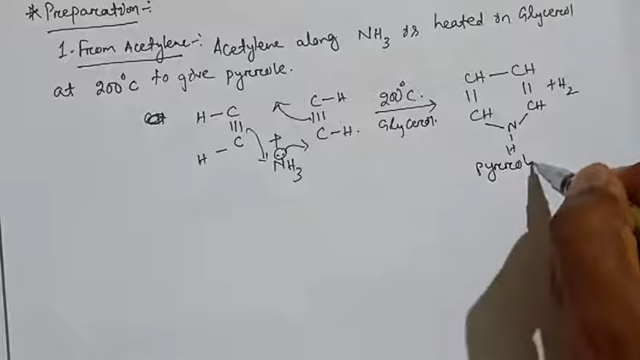 *Preparation:-
1. From Acetylene-: Acetylene along NH3 is heated in Glycerol
at 200°C to give pyrrole.
H-C C-H 200°C. CH-CH
||| ||| Glycerol. || || +H2
H-C C-H. CH CH
+ NH3 N
H
pyrrol